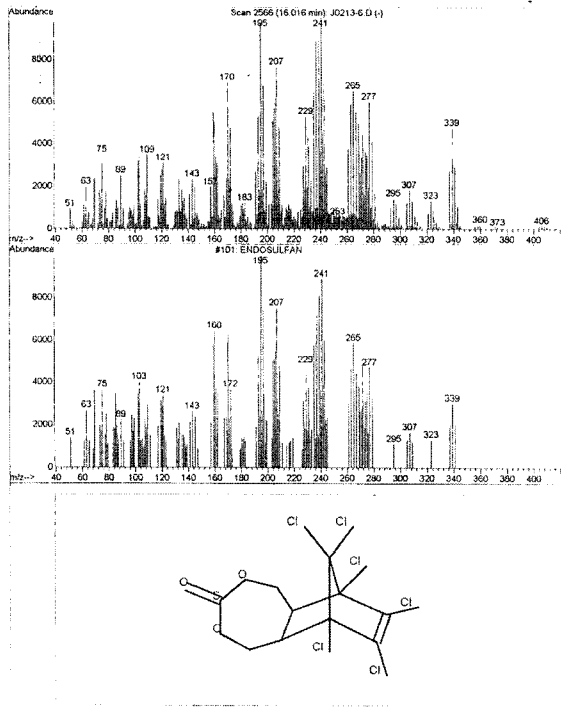 Abundance
Scan 2566 (16.016 min): J0213-6.D (-)
195 241
8000
170 207
6000
265 277
229
339
4000
75 109
89 121
63 143
2000
157
183
295 307
51 253 323
360 373 406
m/z--> 40 60 80 100 120 140 160 180 200 220 240 260 280 300 320 340 360 380 400
Abundance
#101: ENDOSULFAN
195
241
8000
207
160
6000
265
229 277
4000
75 103
172
63 121 339
89 143
2000
51
295 307 323
m/z--> 40 60 80 100 120 140 160 180 200 220 240 260 280 300 320 340 360 380 400
Cl Cl
Cl
O O
S
Cl
O
Cl
Cl